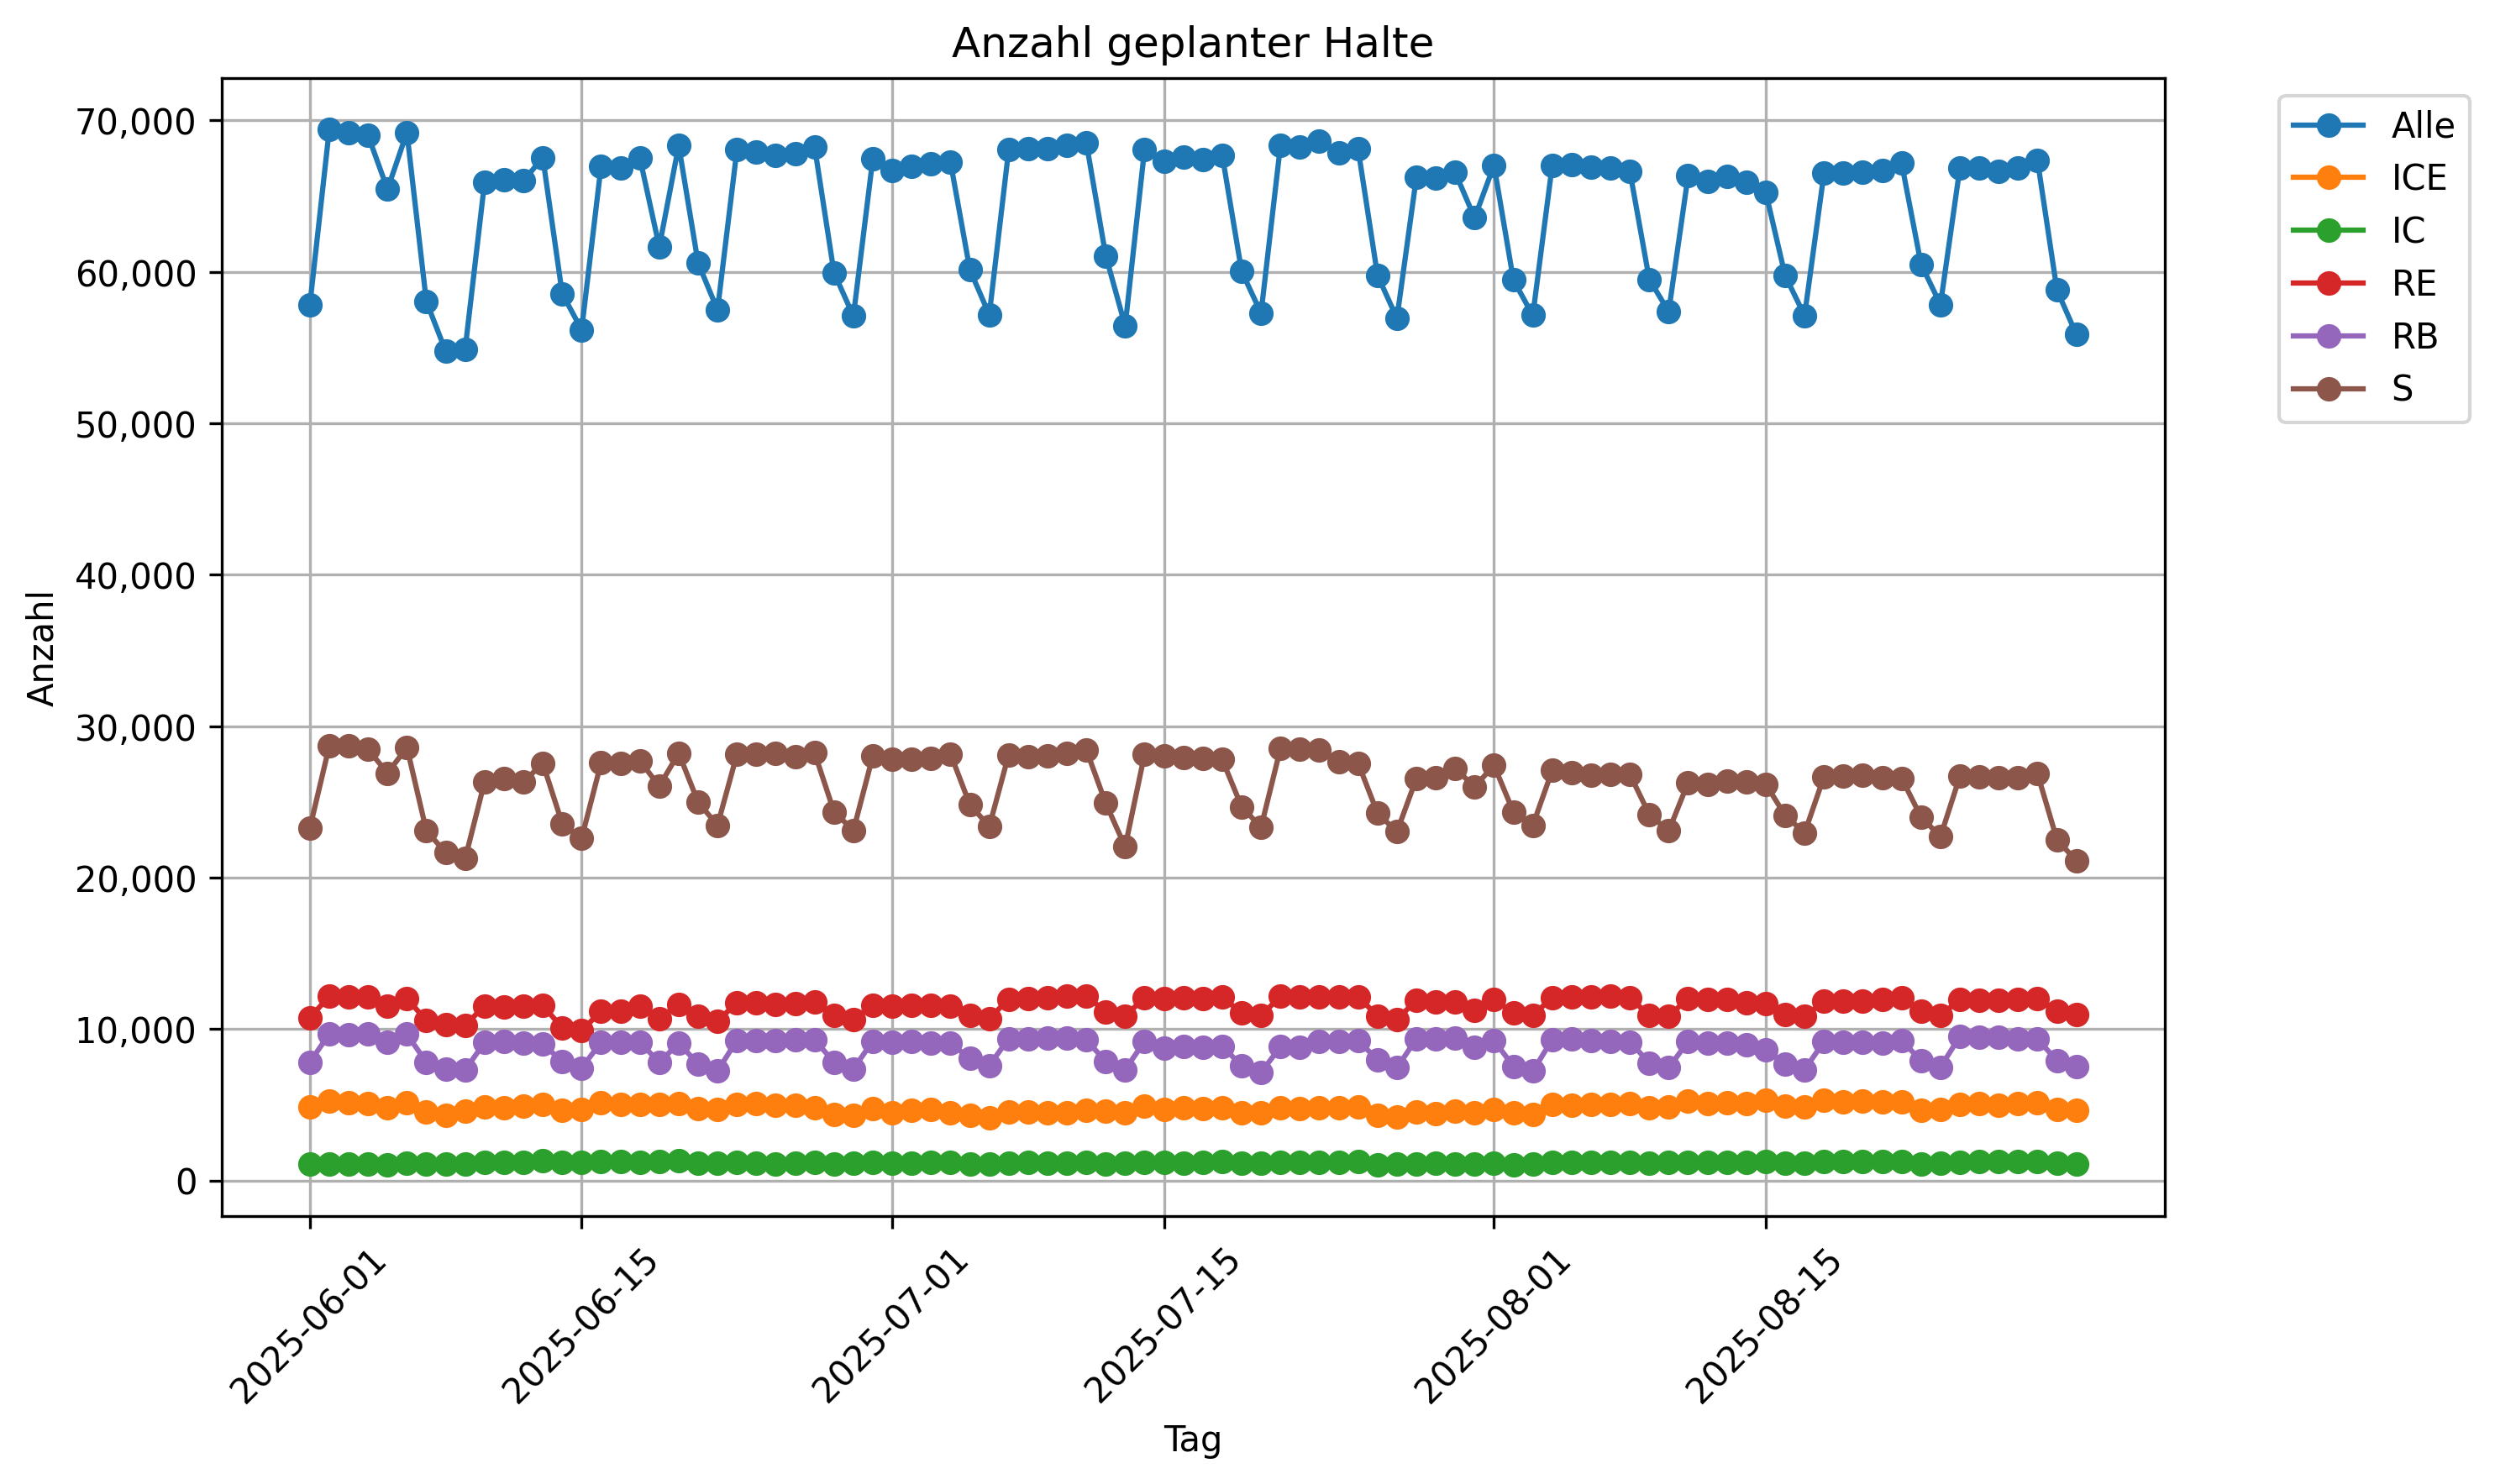 Anzahl geplanter Halte
70,000
60,000
50,000
40,000
30,000
20,000
10,000
0
Anzahl
2025-06-01
2025-06-15
2025-07-01
2025-07-15
2025-08-01
2025-08-15
Tag
Alle
ICE
IC
RE
RB
S